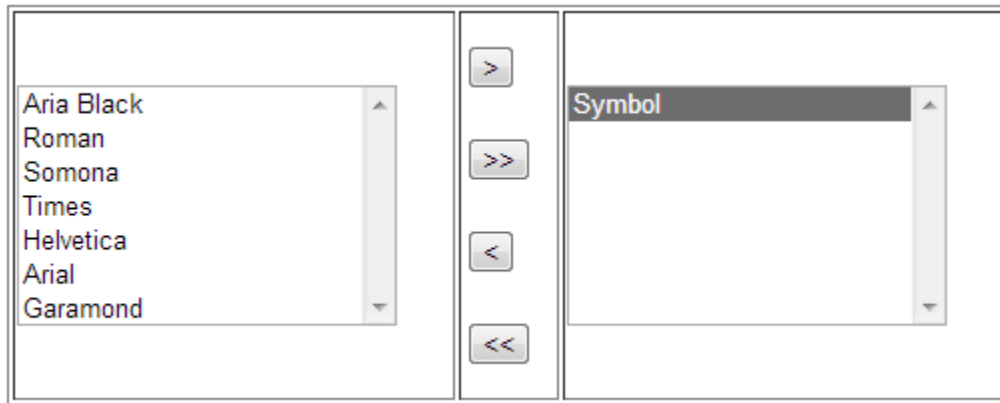 Aria Black
Roman
Somona
Times
Helvetica
Arial
Garamond
>
>>
<
<<
Symbol